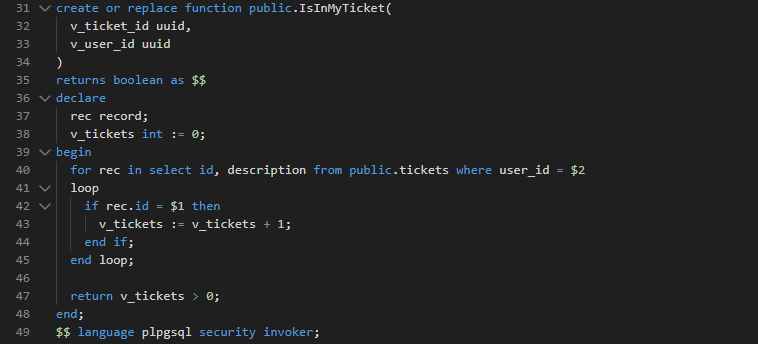 31 create or replace function public.IsInMyTicket(
32   v_ticket_id uuid,
33   v_user_id uuid
34 )
35 returns boolean as $$
36 declare
37   rec record;
38   v_tickets int := 0;
39 begin
40   for rec in select id, description from public.tickets where user_id = $2
41   loop
42     if rec.id = $1 then
43       v_tickets := v_tickets + 1;
44     end if;
45   end loop;
46
47   return v_tickets > 0;
48 end;
49 $$ language plpgsql security invoker;